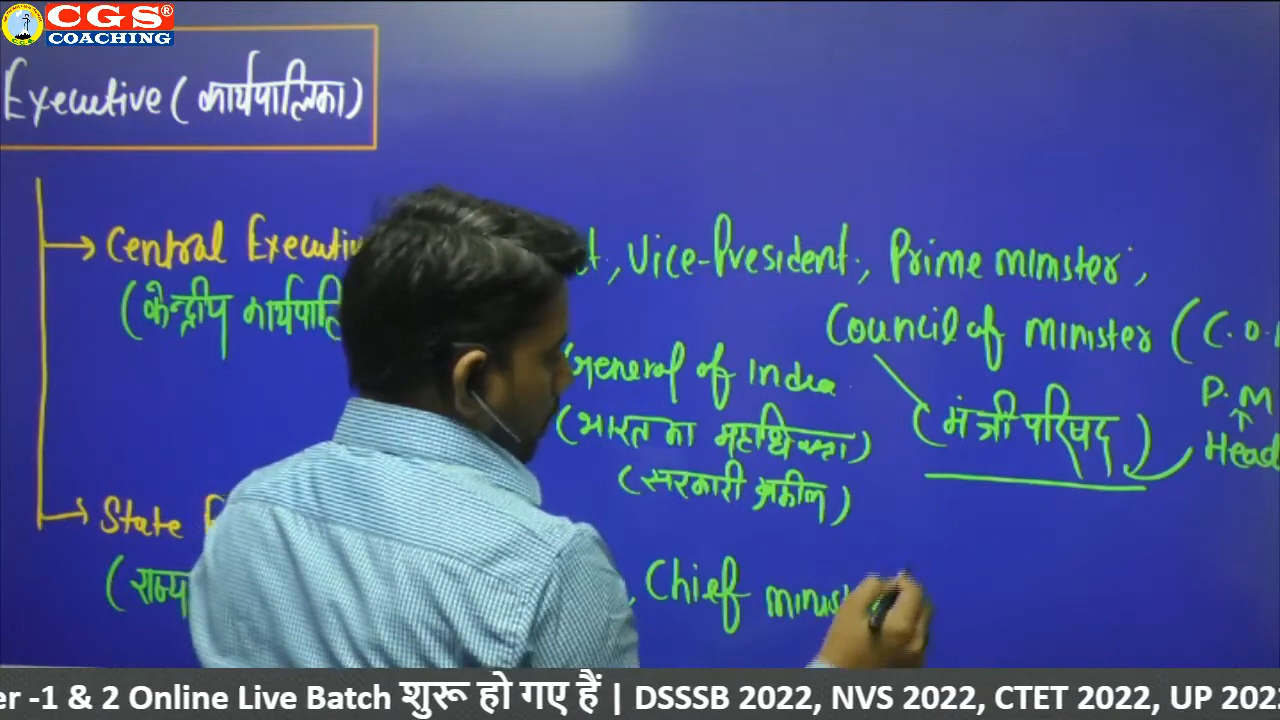 CGS®
COACHING
Executive (कार्यपालिका)
Central Executiv
t., Vice-President., Prime minister,
(केन्द्रीय कार्यपालि
Council of minister (C.O.
General of India
P.M
(भारत का महाधिवक्ता)
(मंत्री परिषद)
Head
(सरकारी वकील)
State
(राज्य
, Chief minis
er -1 & 2 Online Live Batch शुरू हो गए हैं | DSSSB 2022, NVS 2022, CTET 2022, UP 2022